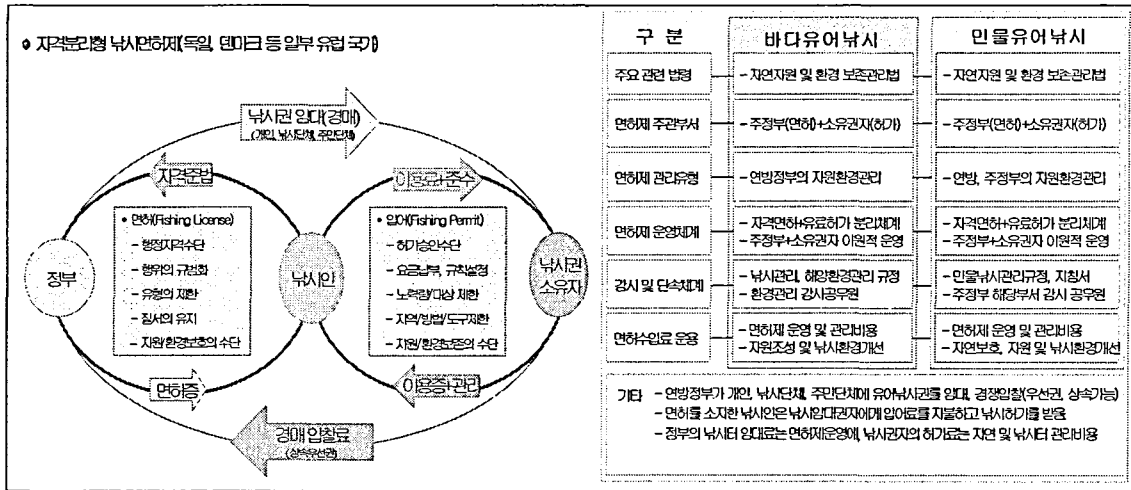 자격분리형 낚시면허제(독일, 덴마크 등 일부 유럽 국가)
낚시권 임대(경매)
(개인, 낚시단체, 주민단체)
자격준법
이용료+준수
• 면허(Fishing License)
- 행정자격수단
- 행위의 규범화
- 유형의 제한
- 질서의 유지
- 자원/환경보호의 수단
• 입어(Fishing Permit)
- 허가승인수단
- 요금납부, 규칙설정
- 노력량/대상 제한
- 지역/방법/도구제한
- 자원/환경보존의 수단
정부
낚시인
낚시권
소유자
면허증
이용증+관리
경매 입찰료
(상속우선권)
구 분
바다유어낚시
민물유어낚시
주요 관련 법령
- 자연자원 및 환경 보존관리법
- 자연자원 및 환경 보존관리법
면허제 주관부서
- 주정부(면허)+소유권자(허가)
- 주정부(면허)+소유권자(허가)
면허제 관리유형
- 연방정부의 자원환경관리
- 연방, 주정부의 자원환경관리
면허제 운영체계
- 자격면허+유료허가 분리체계
- 주정부+소유권자 이원적 운영
- 자격면허+유료허가 분리체계
- 주정부+소유권자 이원적 운영
감시 및 단속체계
- 낚시관리, 해양환경관리 규정
- 환경관리 감시공무원
- 민물낚시관리규정, 지침서
- 주정부 해당부서 감시 공무원
면허수입료 운용
- 면허제 운영 및 관리비용
- 자원조성 및 낚시환경개선
- 면허제 운영 및 관리비용
- 자연보호, 자원 및 낚시환경개선
기타 - 연방정부가 개인, 낚시단체, 주민단체에 유어낚시권를 임대, 경쟁입찰(우선권, 상속가능)
- 면허를 소지한 낚시인은 낚시임대권자에게 입어료를 지불하고 낚시허가를 받음
- 정부의 낚시터 임대료는 면허제운영에, 낚시권자의 허가료는 자연 및 낚시터 관리비용